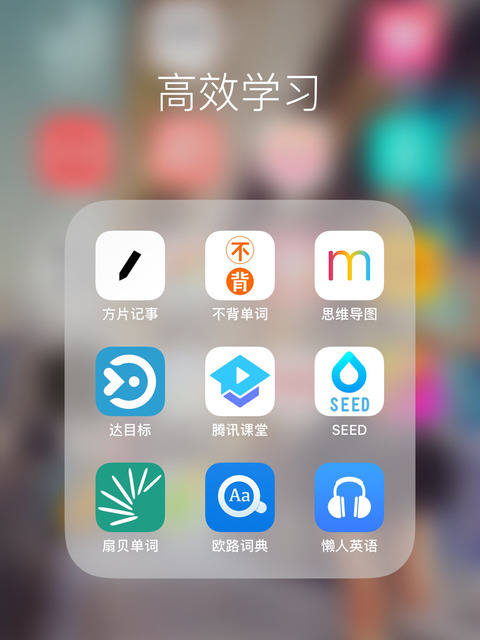 高效学习
不
背
方片记事
不背单词
思维导图
SEED
达目标
腾讯课堂
SEED
Aa
扇贝单词
欧路词典
懒人英语